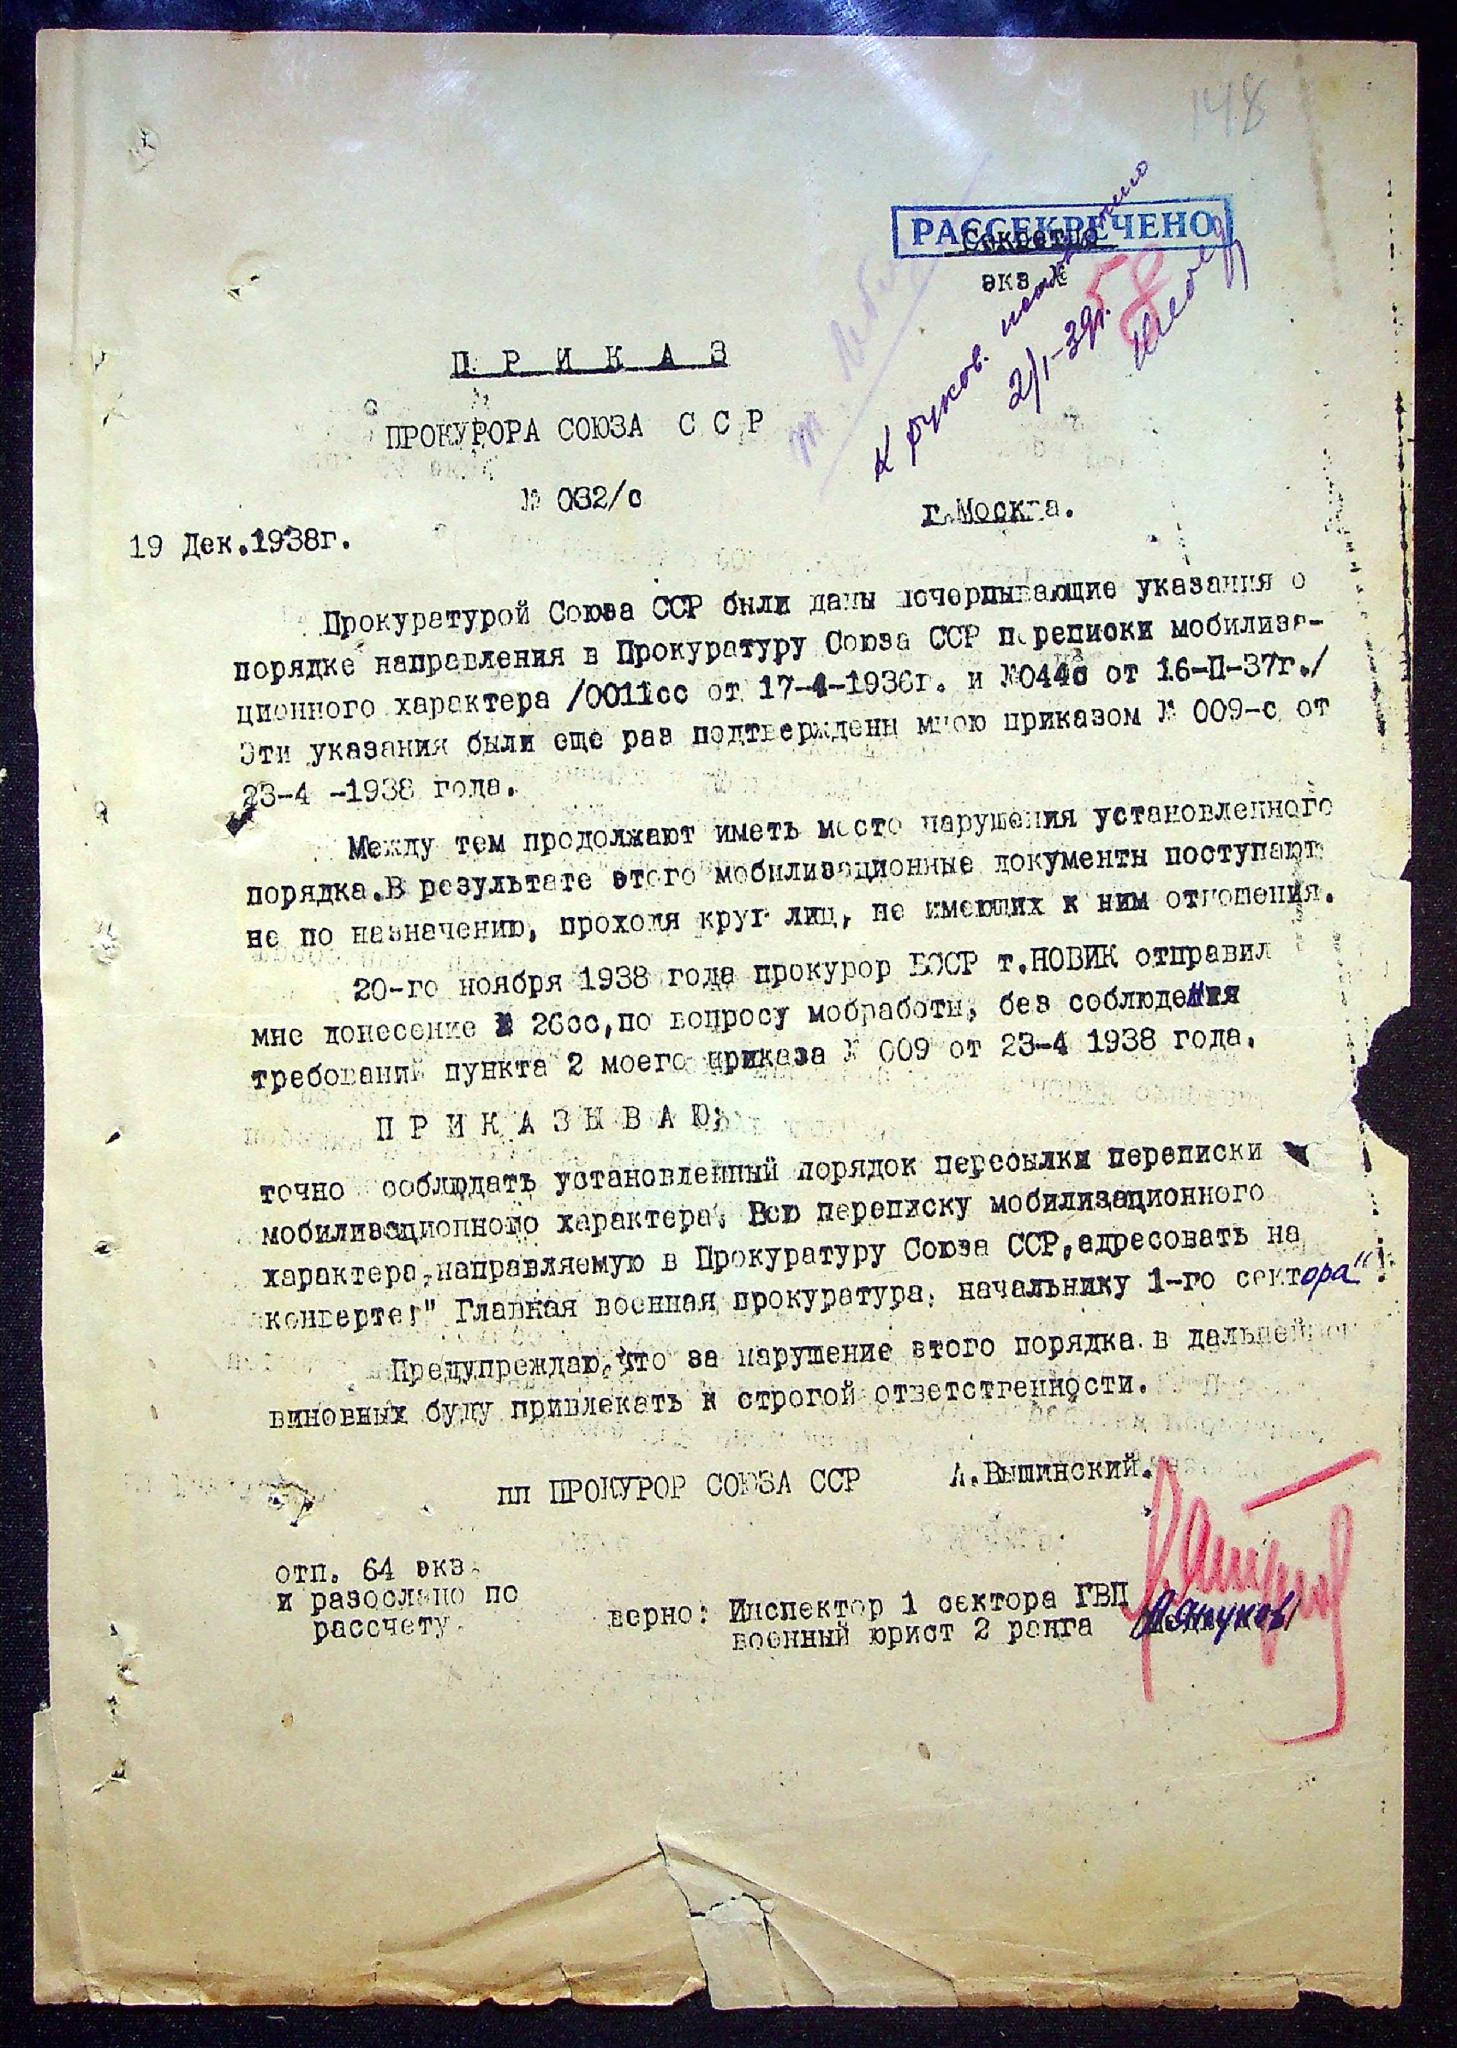 148
РАССЕКРЕЧЕНО
Секретно
экз №
58
К руков.
2/I-39г.
П Р И К А З
ПРОКУРОРА СОЮЗА С С Р
№ 032/с
г.Москва.
19 Дек.1938г.
Прокуратурой Союза ССР были даны исчерпывающие указания о
порядке направления в Прокуратуру Союза ССР переписки мобилиза-
ционного характера /0011сс от 17-4-1936г. и №044с от 16-П-37г./
Эти указания были еще раз подтверждены мною приказом № 009-с от
23-4 -1938 года.
Между тем продолжают иметь место нарушения установленного
порядка.В результате этого мобилизационные документы поступают
не по назначению, проходя круг лиц, не имеющих к ним отношения.
20-го ноября 1938 года прокурор БССР т.НОВИК отправил
мне донесение № 26сс,по вопросу мобработы, без соблюдения
требований пункта 2 моего приказа № 009 от 23-4 1938 года.
П Р И К А З Ы В А Ю:
точно соблюдать установленный порядок пересылки переписки
мобилизационного характера. Всю переписку мобилизационного
характера,направляемую в Прокуратуру Союза ССР,адресовать на
конверте:" Главная военная прокуратура, начальнику 1-го сектора"
Предупреждаю,что за нарушение этого порядка в дальнейшем
виновных буду привлекать к строгой ответственности.
пп ПРОКУРОР СОЮЗА ССР А.Вышинский.
отп. 64 экз.
и разослано по
рассчету.
верно: Инспектор 1 сектора ГВП
военный юрист 2 ранга